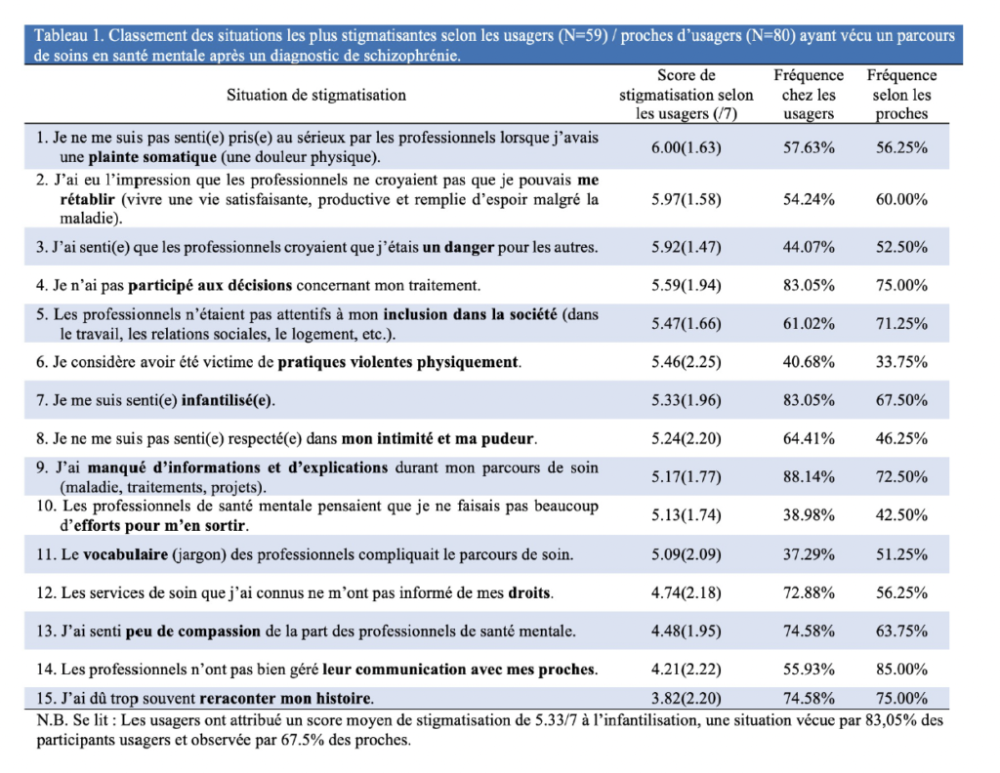 Tableau 1. Classement des situations les plus stigmatisantes selon les usagers (N=59) / proches d'usagers (N=80) ayant vécu un parcours
de soins en santé mentale après un diagnostic de schizophrénie.
Situation de stigmatisation
Score de stigmatisation selon les usagers (/7)
Fréquence chez les usagers
Fréquence selon les proches
1. Je ne me suis pas senti(e) pris(e) au sérieux par les professionnels lorsque j'avais
une plainte somatique (une douleur physique).
6.00(1.63) 57.63% 56.25%
2. J'ai eu l'impression que les professionnels ne croyaient pas que je pouvais me
rétablir (vivre une vie satisfaisante, productive et remplie d'espoir malgré la
maladie).
5.97(1.58) 54.24% 60.00%
3. J'ai senti(e) que les professionnels croyaient que j'étais un danger pour les autres. 5.92(1.47) 44.07% 52.50%
4. Je n'ai pas participé aux décisions concernant mon traitement. 5.59(1.94) 83.05% 75.00%
5. Les professionnels n'étaient pas attentifs à mon inclusion dans la société (dans
le travail, les relations sociales, le logement, etc.).
5.47(1.66) 61.02% 71.25%
6. Je considère avoir été victime de pratiques violentes physiquement. 5.46(2.25) 40.68% 33.75%
7. Je me suis senti(e) infantilisé(e). 5.33(1.96) 83.05% 67.50%
8. Je ne me suis pas senti(e) respecté(e) dans mon intimité et ma pudeur. 5.24(2.20) 64.41% 46.25%
9. J'ai manqué d'informations et d'explications durant mon parcours de soin
(maladie, traitements, projets).
5.17(1.77) 88.14% 72.50%
10. Les professionnels de santé mentale pensaient que je ne faisais pas beaucoup
d'efforts pour m'en sortir.
5.13(1.74) 38.98% 42.50%
11. Le vocabulaire (jargon) des professionnels compliquait le parcours de soin. 5.09(2.09) 37.29% 51.25%
12. Les services de soin que j'ai connus ne m'ont pas informé de mes droits. 4.74(2.18) 72.88% 56.25%
13. J'ai senti peu de compassion de la part des professionnels de santé mentale. 4.48(1.95) 74.58% 63.75%
14. Les professionnels n'ont pas bien géré leur communication avec mes proches. 4.21(2.22) 55.93% 85.00%
15. J'ai dû trop souvent reraconter mon histoire. 3.82(2.20) 74.58% 75.00%
N.B. Se lit : Les usagers ont attribué un score moyen de stigmatisation de 5.33/7 à l'infantilisation, une situation vécue par 83,05% des
participants usagers et observée par 67.5% des proches.